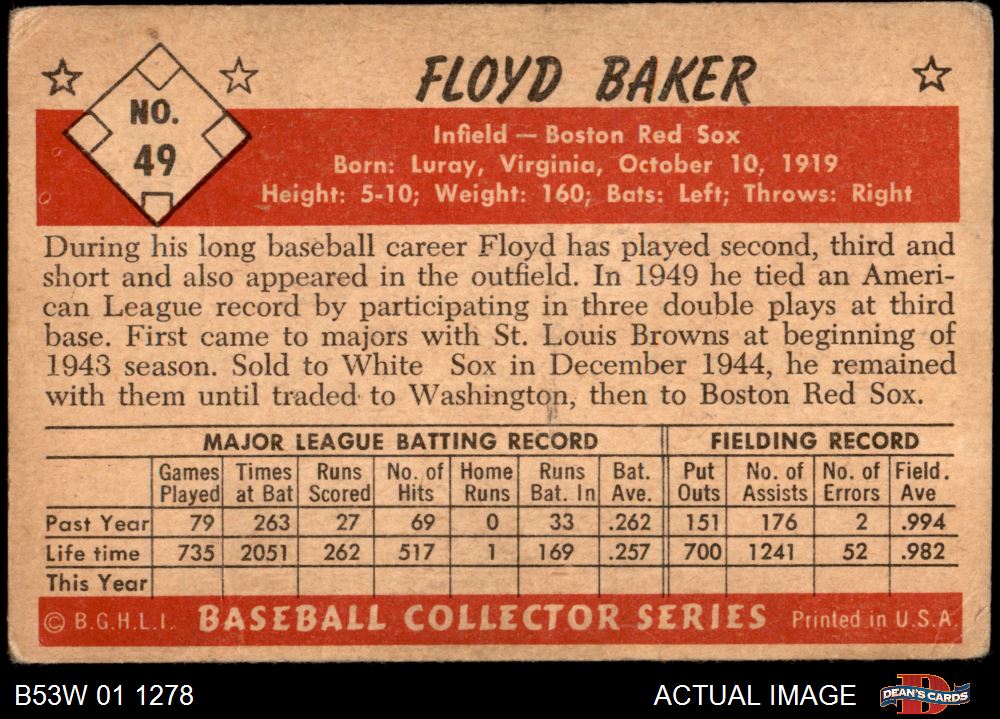 FLOYD BAKER
NO.
49
Infield — Boston Red Sox
Born: Luray, Virginia, October 10, 1919
Height: 5-10; Weight: 160; Bats: Left; Throws: Right
During his long baseball career Floyd has played second, third and
short and also appeared in the outfield. In 1949 he tied an Ameri-
can League record by participating in three double plays at third
base. First came to majors with St. Louis Browns at beginning of
1943 season. Sold to White Sox in December 1944, he remained
with them until traded to Washington, then to Boston Red Sox.
MAJOR LEAGUE BATTING RECORD FIELDING RECORD
Games Times Runs No. of Home Runs Bat. Put No. of No. of Field.
Played at Bat Scored Hits Runs Bat. In Ave. Outs Assists Errors Ave
Past Year 79 263 27 69 0 33 .262 151 176 2 .994
Life time 735 2051 262 517 1 169 .257 700 1241 52 .982
This Year
© B.G.H.L.I. BASEBALL COLLECTOR SERIES Printed in U.S.A.
B53W 01 1278 ACTUAL IMAGE DEAN'S CARDS